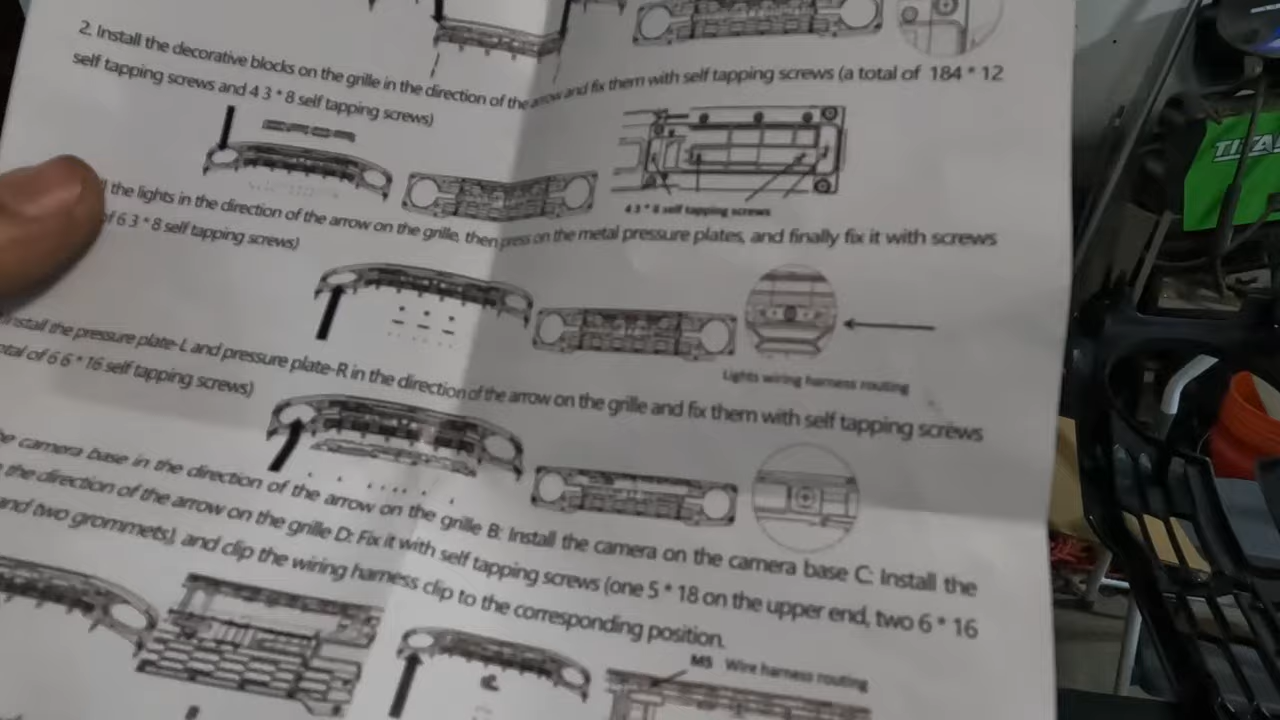 2. Install the decorative blocks on the grille in the direction of the arrow and fix them with self tapping screws (a total of 184 * 12
self tapping screws and 4 3 * 8 self tapping screws)
4 3 * 8 self tapping screws
the lights in the direction of the arrow on the grille, then press on the metal pressure plates, and finally fix it with screws
of 6 3 * 8 self tapping screws)
Lights wiring harness routing
install the pressure plate-L and pressure plate-R in the direction of the arrow on the grille and fix them with self tapping screws
otal of 6 6 * 16 self tapping screws)
he camera base in the direction of the arrow on the grille B: Install the camera on the camera base C: Install the
the direction of the arrow on the grille D: Fix it with self tapping screws (one 5 * 18 on the upper end, two 6 * 16
and two grommets), and clip the wiring harness clip to the corresponding position.
M5 Wire harness routing
TITA